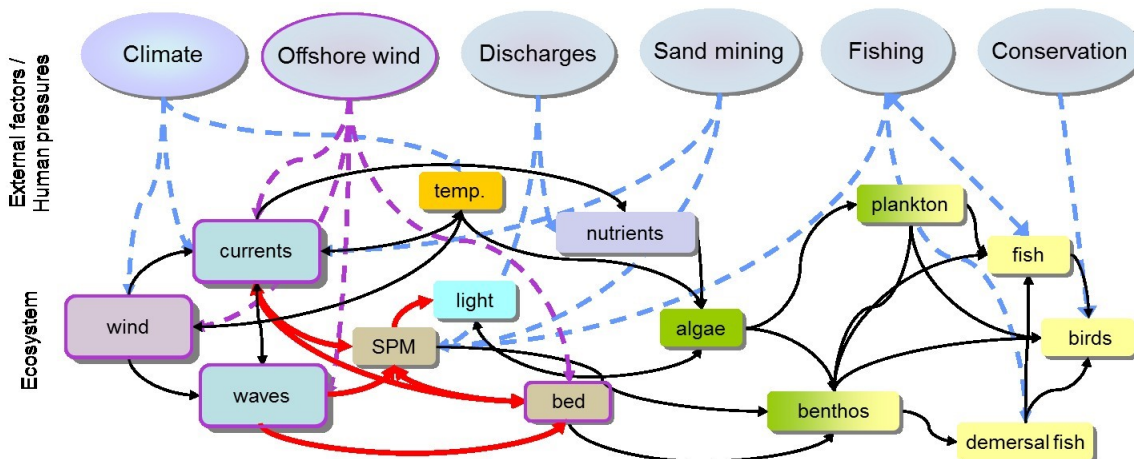 Climate
Offshore wind
Discharges
Sand mining
Fishing
Conservation
External factors /
Human pressures
temp.
plankton
nutrients
currents
fish
light
wind
algae
birds
SPM
Ecosystem
waves
bed
benthos
demersal fish